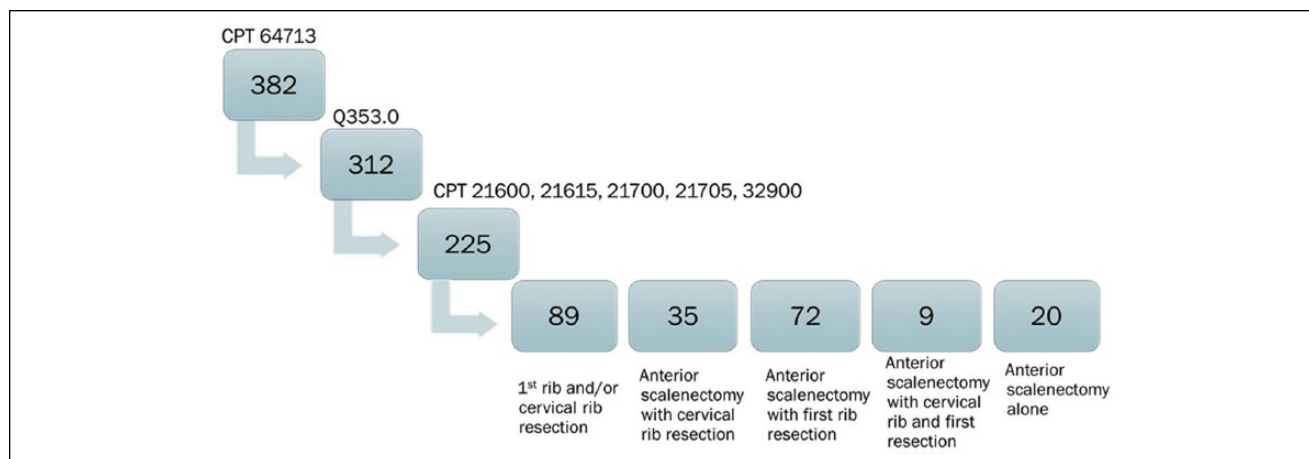 CPT 64713
382
Q353.0
312
CPT 21600, 21615, 21700, 21705, 32900
225
89
35
72
9
20
1st rib and/or
cervical rib
resection
Anterior
scalenectomy
with cervical
rib resection
Anterior
scalenectomy
with first rib
resection
Anterior
scalenectomy
with cervical
rib and first
resection
Anterior
scalenectomy
alone